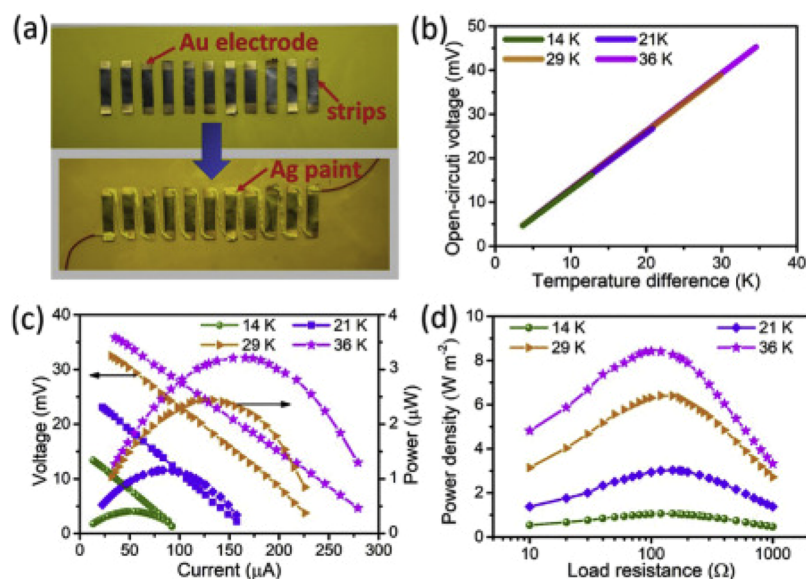 (a)
Au electrode
strips
Ag paint
(b)
14 K 21K
29 K 36 K
Open-circuti voltage (mV)
50
40
30
20
10
0
0 10 20 30 40
Temperature difference (K)
(c)
14 K 21 K
29 K 36 K
Voltage (mV)
40
30
20
10
0
Power (μW)
4
3
2
1
0
0 50 100 150 200 250 300
Current (μA)
(d)
14 K 21 K
29 K 36 K
Power density (W m⁻²)
10
8
6
4
2
0
10 100 1000
Load resistance (Ω)